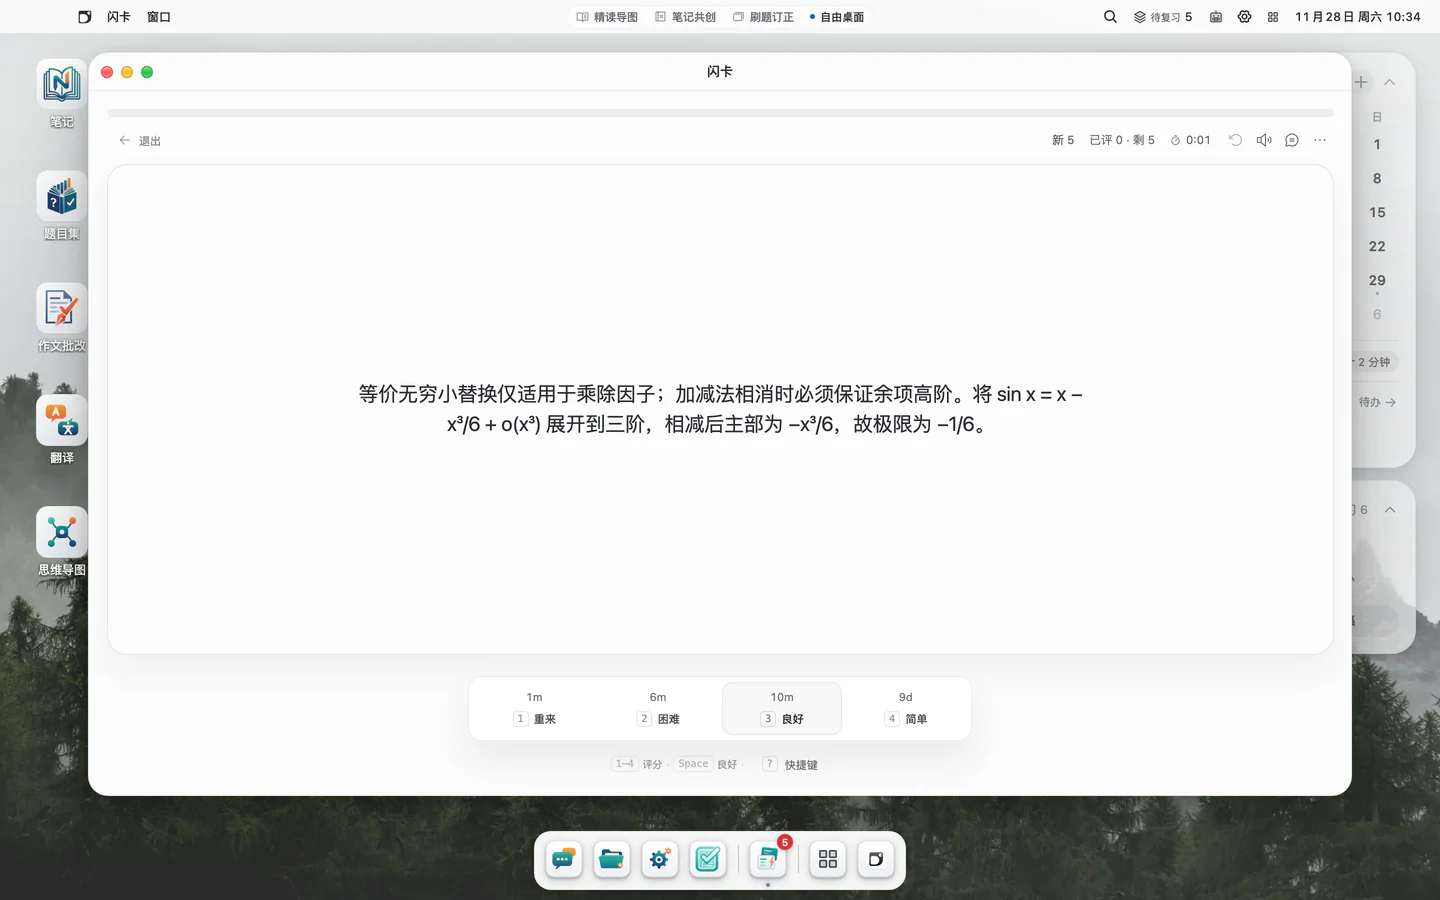 闪卡 窗口
精读导图 笔记共创 刷题订正 自由桌面
待复习 5
11月28日 周六 10:34
笔记
题目集
作文批改
翻译
思维导图
闪卡
退出
新 5 已评 0 · 剩 5 0:01
等价无穷小替换仅适用于乘除因子；加减法相消时必须保证余项高阶。将 sin x = x −
x³/6 + o(x³) 展开到三阶，相减后主部为 −x³/6，故极限为 −1/6。
1m 6m 10m 9d
1 重来 2 困难 3 良好 4 简单
1–4 评分 · Space 良好 · ? 快捷键
日
1
8
15
22
29
6
2 分钟
待办 →
6
5